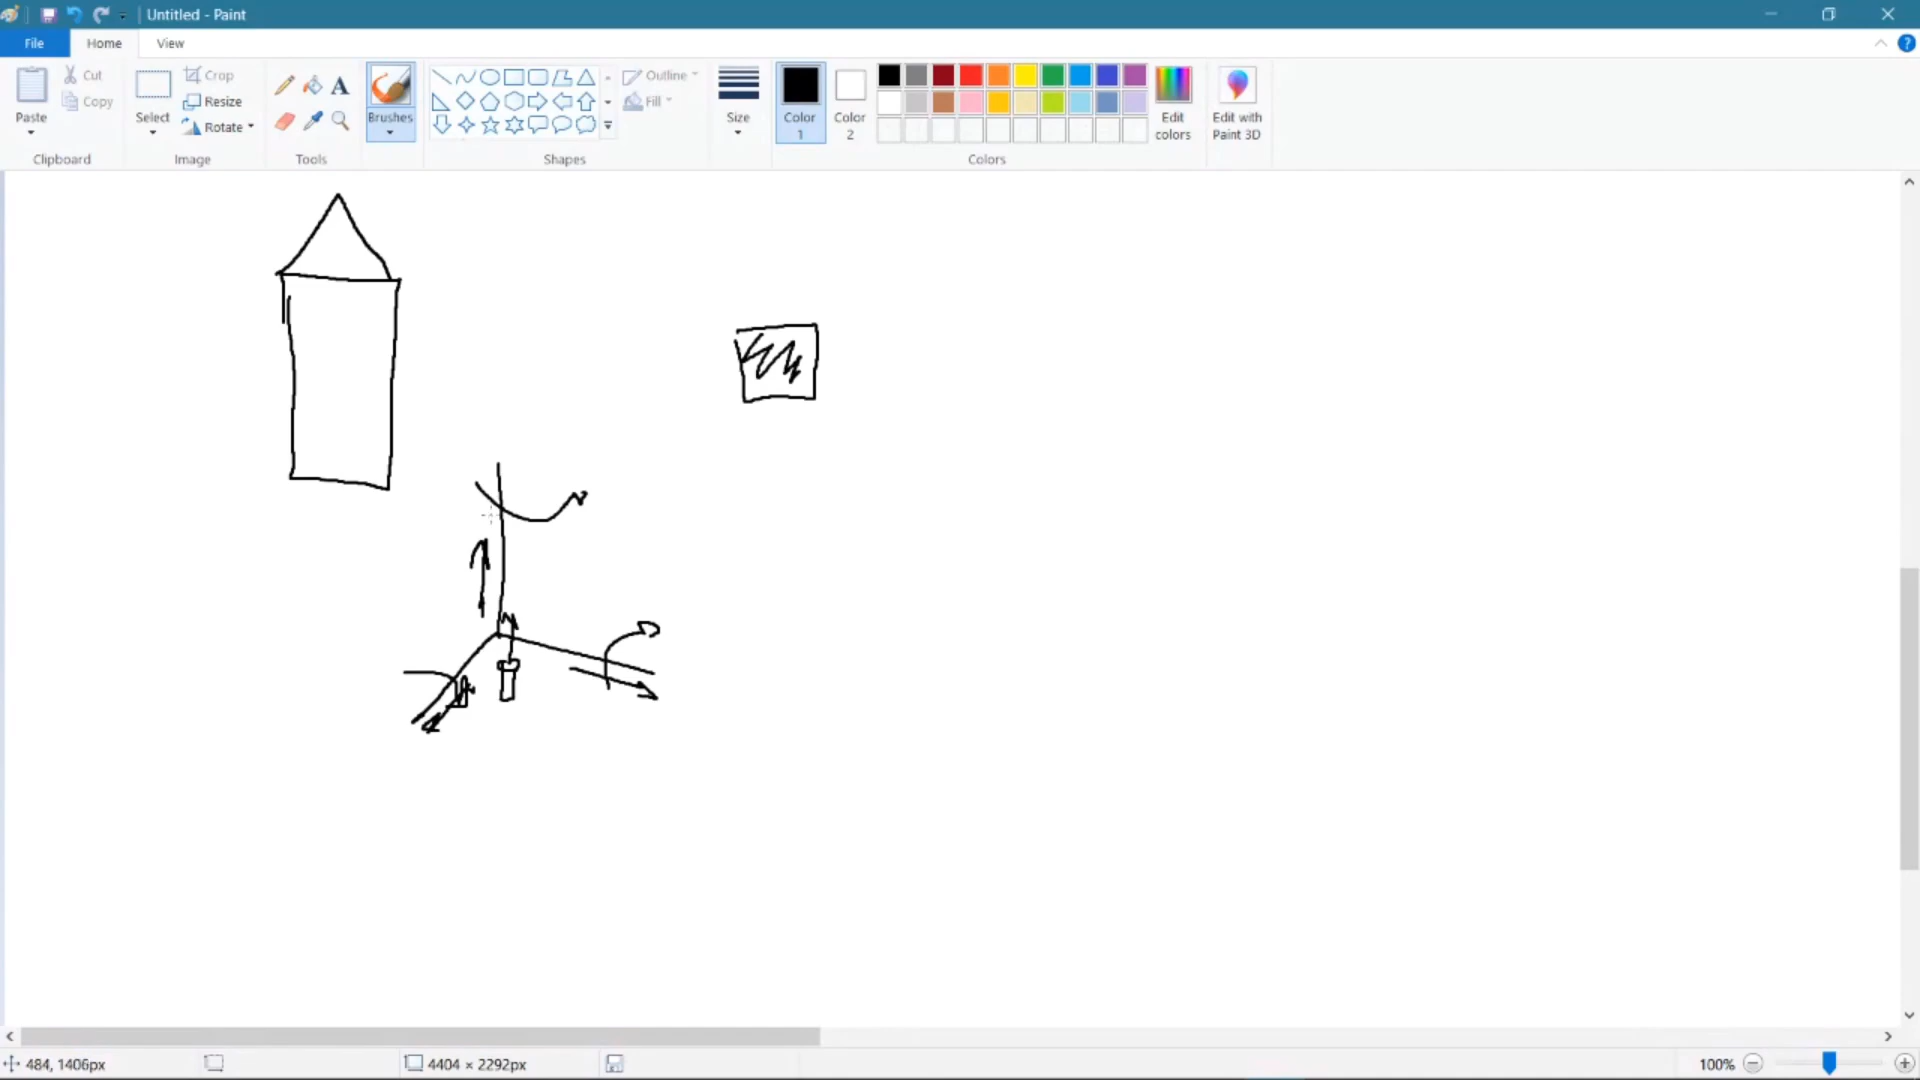 Untitled - Paint
File Home View
Paste
Cut
Copy
Clipboard
Select
Crop
Resize
Rotate
Image
Tools
Brushes
Shapes
Outline
Fill
Size
Color 1
Color 2
Colors
Edit colors
Edit with Paint 3D
484, 1406px
4404 × 2292px
100%